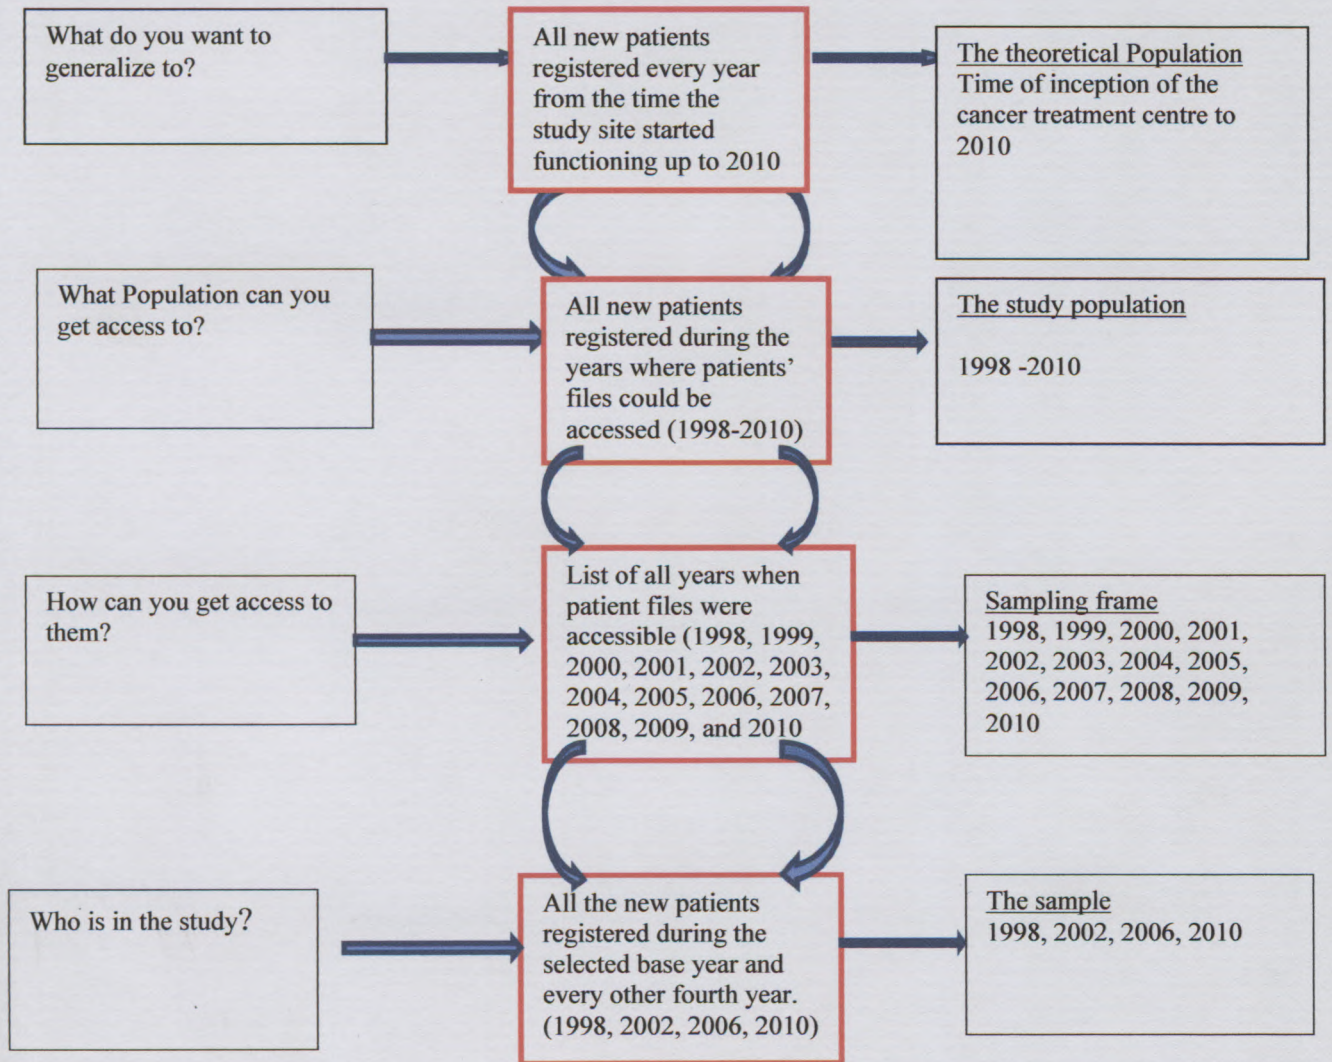 What do you want to
generalize to?
All new patients
registered every year
from the time the
study site started
functioning up to 2010
The theoretical Population
Time of inception of the
cancer treatment centre to
2010
What Population can you
get access to?
All new patients
registered during the
years where patients’
files could be
accessed (1998-2010)
The study population
1998 -2010
How can you get access to
them?
List of all years when
patient files were
accessible (1998, 1999,
2000, 2001, 2002, 2003,
2004, 2005, 2006, 2007,
2008, 2009, and 2010
Sampling frame
1998, 1999, 2000, 2001,
2002, 2003, 2004, 2005,
2006, 2007, 2008, 2009,
2010
Who is in the study?
All the new patients
registered during the
selected base year and
every other fourth year.
(1998, 2002, 2006, 2010)
The sample
1998, 2002, 2006, 2010